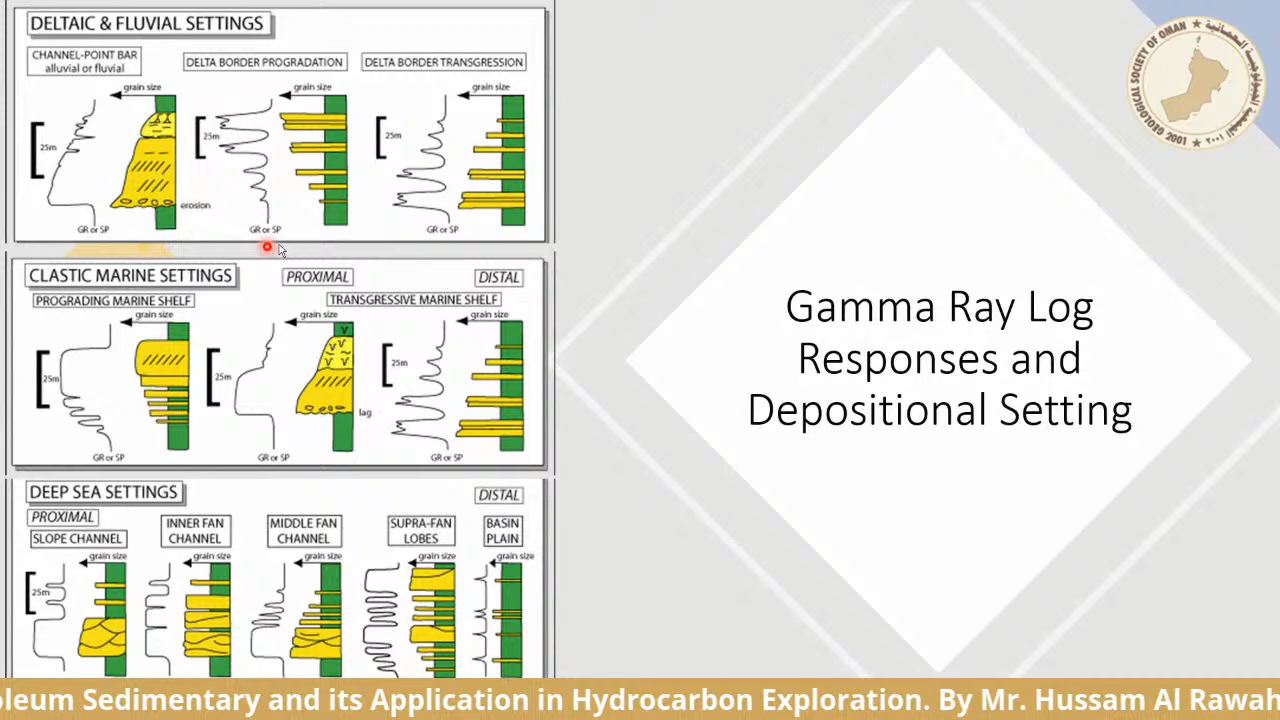 DELTAIC & FLUVIAL SETTINGS
CHANNEL-POINT BAR
alluvial or fluvial
DELTA BORDER PROGRADATION
DELTA BORDER TRANSGRESSION
grain size
grain size
grain size
25m
25m
25m
erosion
GR or SP
GR or SP
GR or SP
CLASTIC MARINE SETTINGS
PROXIMAL
DISTAL
PROGRADING MARINE SHELF
TRANSGRESSIVE MARINE SHELF
grain size
grain size
grain size
25m
25m
25m
lag
GR or SP
GR or SP
GR or SP
DEEP SEA SETTINGS
DISTAL
PROXIMAL
SLOPE CHANNEL
INNER FAN
CHANNEL
MIDDLE FAN
CHANNEL
SUPRA-FAN
LOBES
BASIN
PLAIN
grain size
grain size
grain size
grain size
grain size
25m
Gamma Ray Log
Responses and
Depositional Setting
GEOLOGICAL SOCIETY OF OMAN
الجمعية الجيولوجية العمانية
2001 ★ ٢٠٠١
oleum Sedimentary and its Application in Hydrocarbon Exploration. By Mr. Hussam Al Rawah